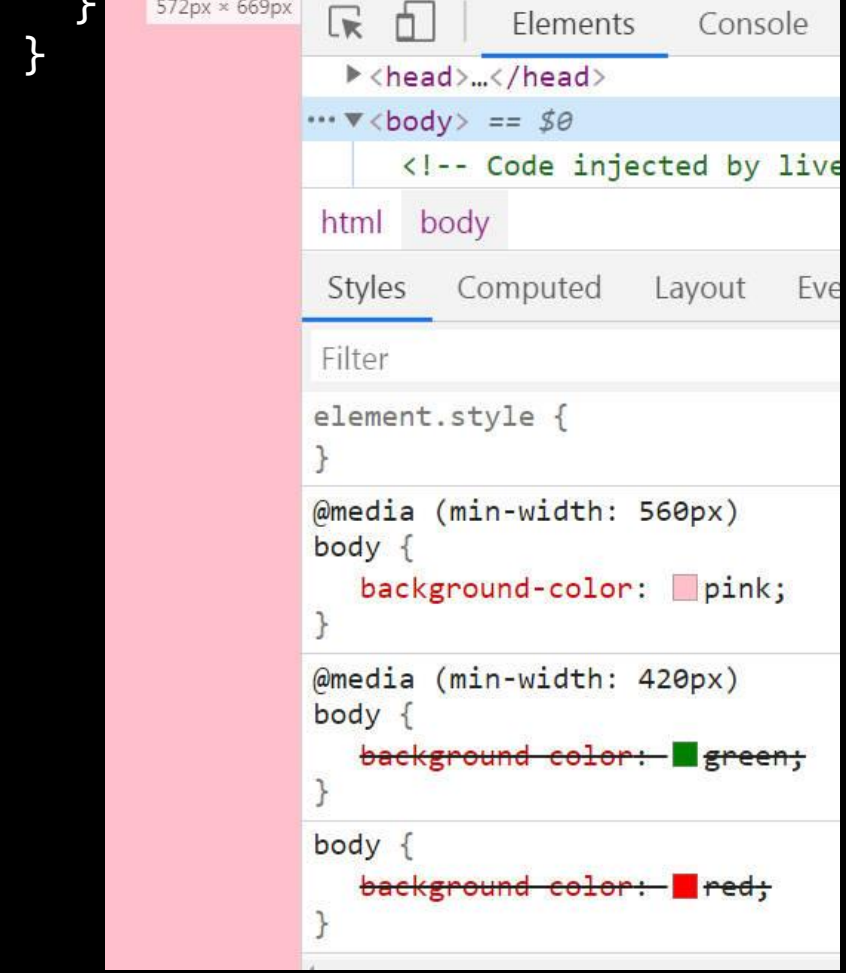 }
}
572px × 669px
Elements Console
▶<head>…</head>
··· ▼<body> == $0
<!-- Code injected by live
html body
Styles Computed Layout Eve
Filter
element.style {
}
@media (min-width: 560px)
body {
background-color: pink;
}
@media (min-width: 420px)
body {
background-color: green;
}
body {
background-color: red;
}